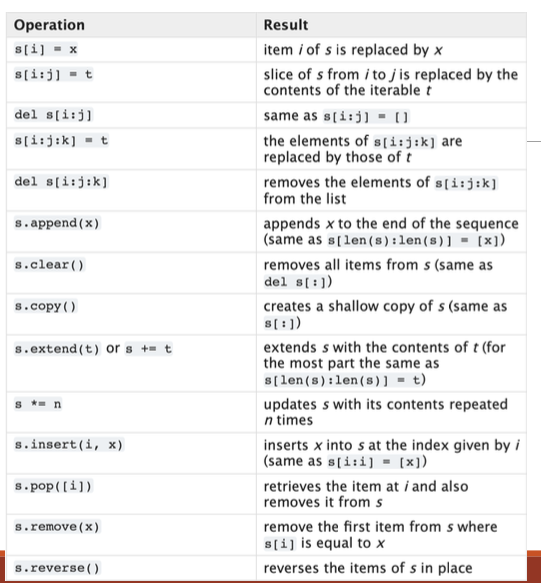 Operation Result
s[i] = x item i of s is replaced by x
s[i:j] = t slice of s from i to j is replaced by the
contents of the iterable t
del s[i:j] same as s[i:j] = []
s[i:j:k] = t the elements of s[i:j:k] are
replaced by those of t
del s[i:j:k] removes the elements of s[i:j:k]
from the list
s.append(x) appends x to the end of the sequence
(same as s[len(s):len(s)] = [x])
s.clear() removes all items from s (same as
del s[:])
s.copy() creates a shallow copy of s (same as
s[:])
s.extend(t) or s += t extends s with the contents of t (for
the most part the same as
s[len(s):len(s)] = t)
s *= n updates s with its contents repeated
n times
s.insert(i, x) inserts x into s at the index given by i
(same as s[i:i] = [x])
s.pop([i]) retrieves the item at i and also
removes it from s
s.remove(x) remove the first item from s where
s[i] is equal to x
s.reverse() reverses the items of s in place